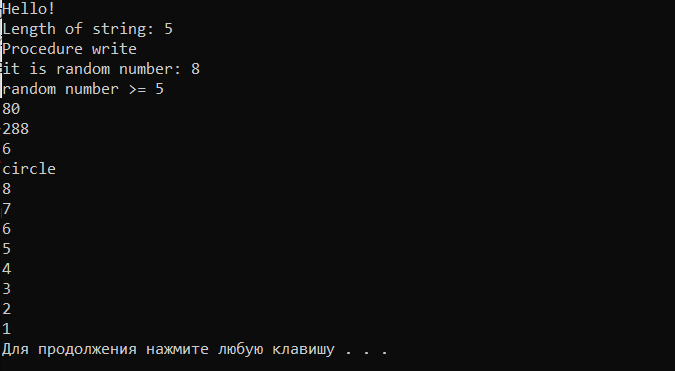 Hello!
Length of string: 5
Procedure write
it is random number: 8
random number >= 5
80
288
6
circle
8
7
6
5
4
3
2
1
Для продолжения нажмите любую клавишу . . .